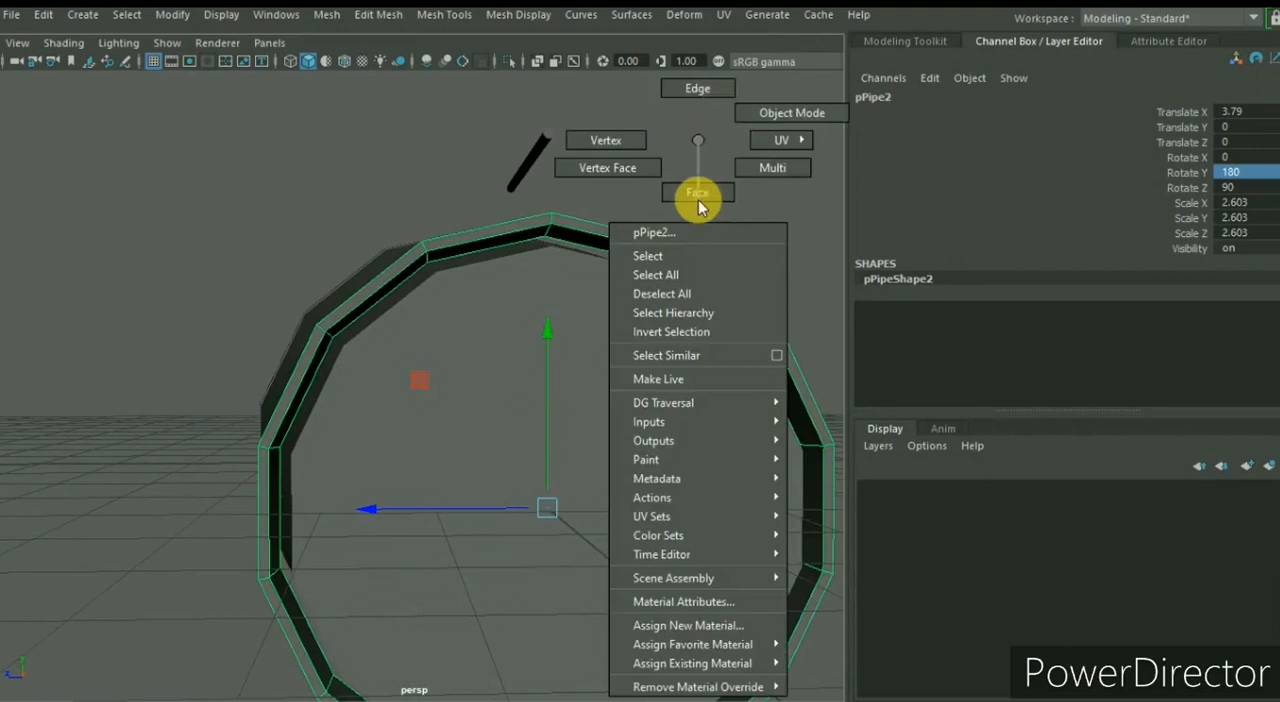 File Edit Create Select Modify Display Windows Mesh Edit Mesh Mesh Tools Mesh Display Curves Surfaces Deform UV Generate Cache Help Workspace : Modeling - Standard*
View Shading Lighting Show Renderer Panels
Modeling Toolkit Channel Box / Layer Editor Attribute Editor
0.00 1.00 sRGB gamma
Channels Edit Object Show
pPipe2
Translate X 3.79
Translate Y 0
Translate Z 0
Rotate X 0
Rotate Y 180
Rotate Z 90
Scale X 2.603
Scale Y 2.603
Scale Z 2.603
Visibility on
SHAPES
pPipeShape2
Edge
Object Mode
Vertex UV
Vertex Face Multi
Face
pPipe2...
Select
Select All
Deselect All
Select Hierarchy
Invert Selection
Select Similar
Make Live
DG Traversal
Inputs
Outputs
Paint
Metadata
Actions
UV Sets
Color Sets
Time Editor
Scene Assembly
Material Attributes...
Assign New Material...
Assign Favorite Material
Assign Existing Material
Remove Material Override
Display Anim
Layers Options Help
persp
y
z
PowerDirector